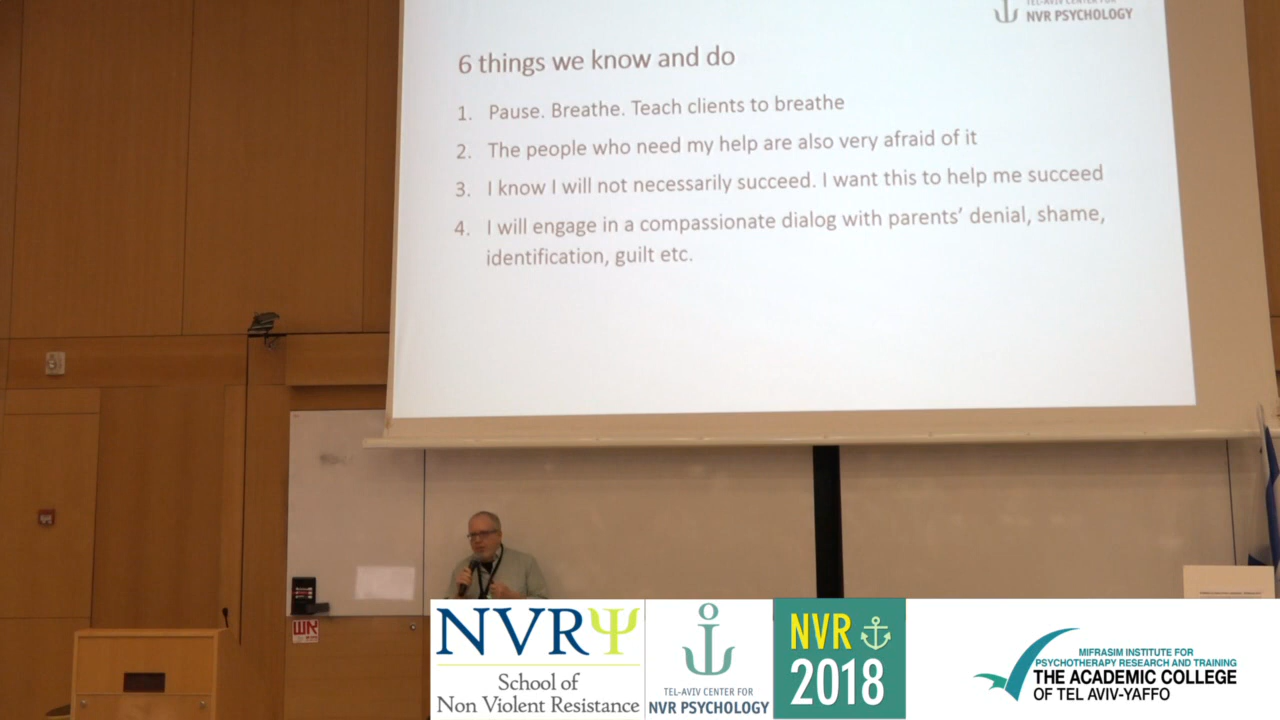 TEL-AVIV CENTER FOR
NVR PSYCHOLOGY
6 things we know and do
1. Pause. Breathe. Teach clients to breathe
2. The people who need my help are also very afraid of it
3. I know I will not necessarily succeed. I want this to help me succeed
4. I will engage in a compassionate dialog with parents’ denial, shame,
identification, guilt etc.
NVRΨ
School of
Non Violent Resistance
TEL-AVIV CENTER FOR
NVR PSYCHOLOGY
NVR
2018
MIFRASIM INSTITUTE FOR
PSYCHOTHERAPY RESEARCH AND TRAINING
THE ACADEMIC COLLEGE
OF TEL AVIV-YAFFO